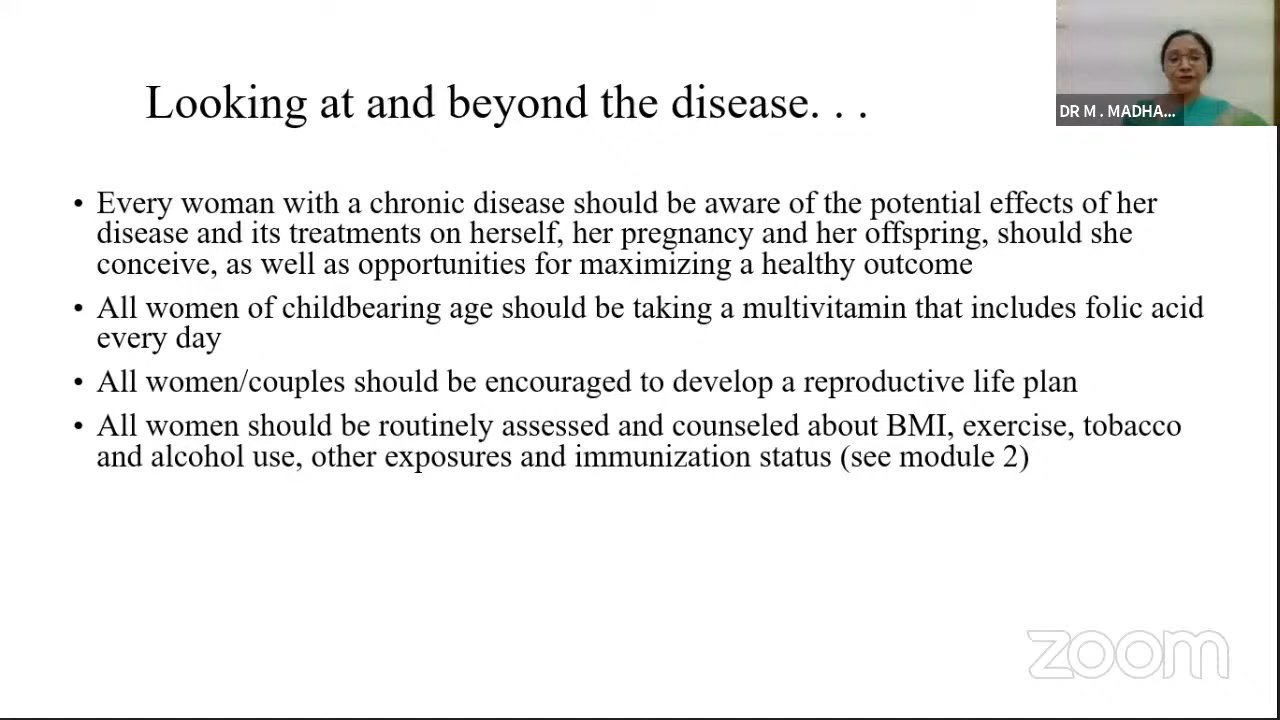 Looking at and beyond the disease. . .
DR M . MADHA...
• Every woman with a chronic disease should be aware of the potential effects of her
disease and its treatments on herself, her pregnancy and her offspring, should she
conceive, as well as opportunities for maximizing a healthy outcome
• All women of childbearing age should be taking a multivitamin that includes folic acid
every day
• All women/couples should be encouraged to develop a reproductive life plan
• All women should be routinely assessed and counseled about BMI, exercise, tobacco
and alcohol use, other exposures and immunization status (see module 2)
zoom